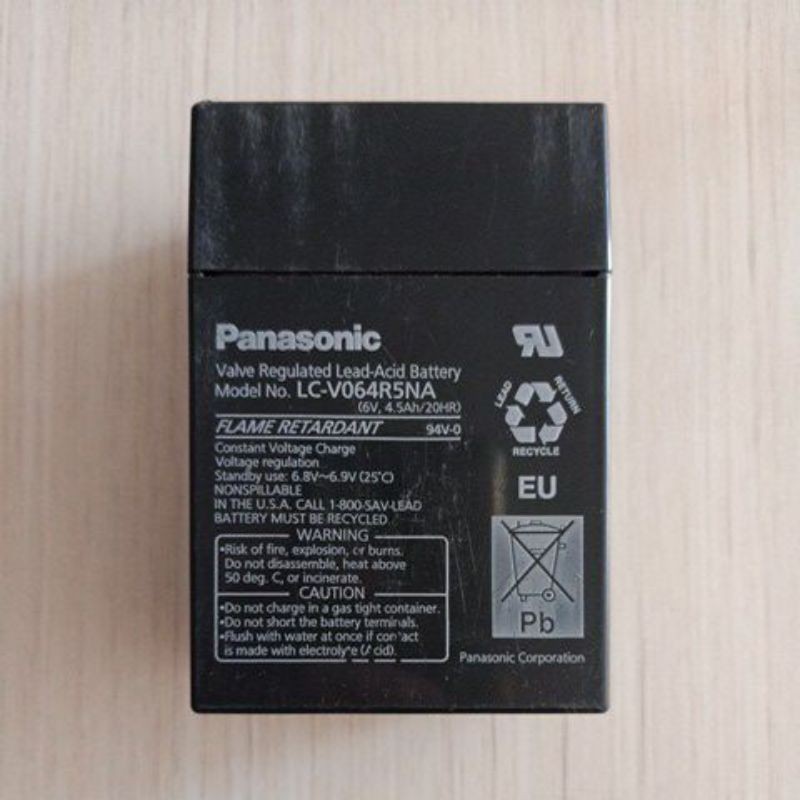 Panasonic
Valve Regulated Lead-Acid Battery
Model No. LC-V064R5NA
(6V, 4.5Ah/20HR)
FLAME RETARDANT 94V-0
Constant Voltage Charge
Voltage regulation
Standby use: 6.8V~6.9V (25°C)
NONSPILLABLE
IN THE U.S.A. CALL 1-800-SAV-LEAD
BATTERY MUST BE RECYCLED
WARNING
•Risk of fire, explosion, or burns.
Do not disassemble, heat above
50 deg. C, or incinerate.
CAUTION
•Do not charge in a gas tight container.
•Do not short the battery terminals.
•Flush with water at once if contact
is made with electrolyte (Acid).
RU
LEAD
RETURN
RECYCLE
EU
Pb
Panasonic Corporation